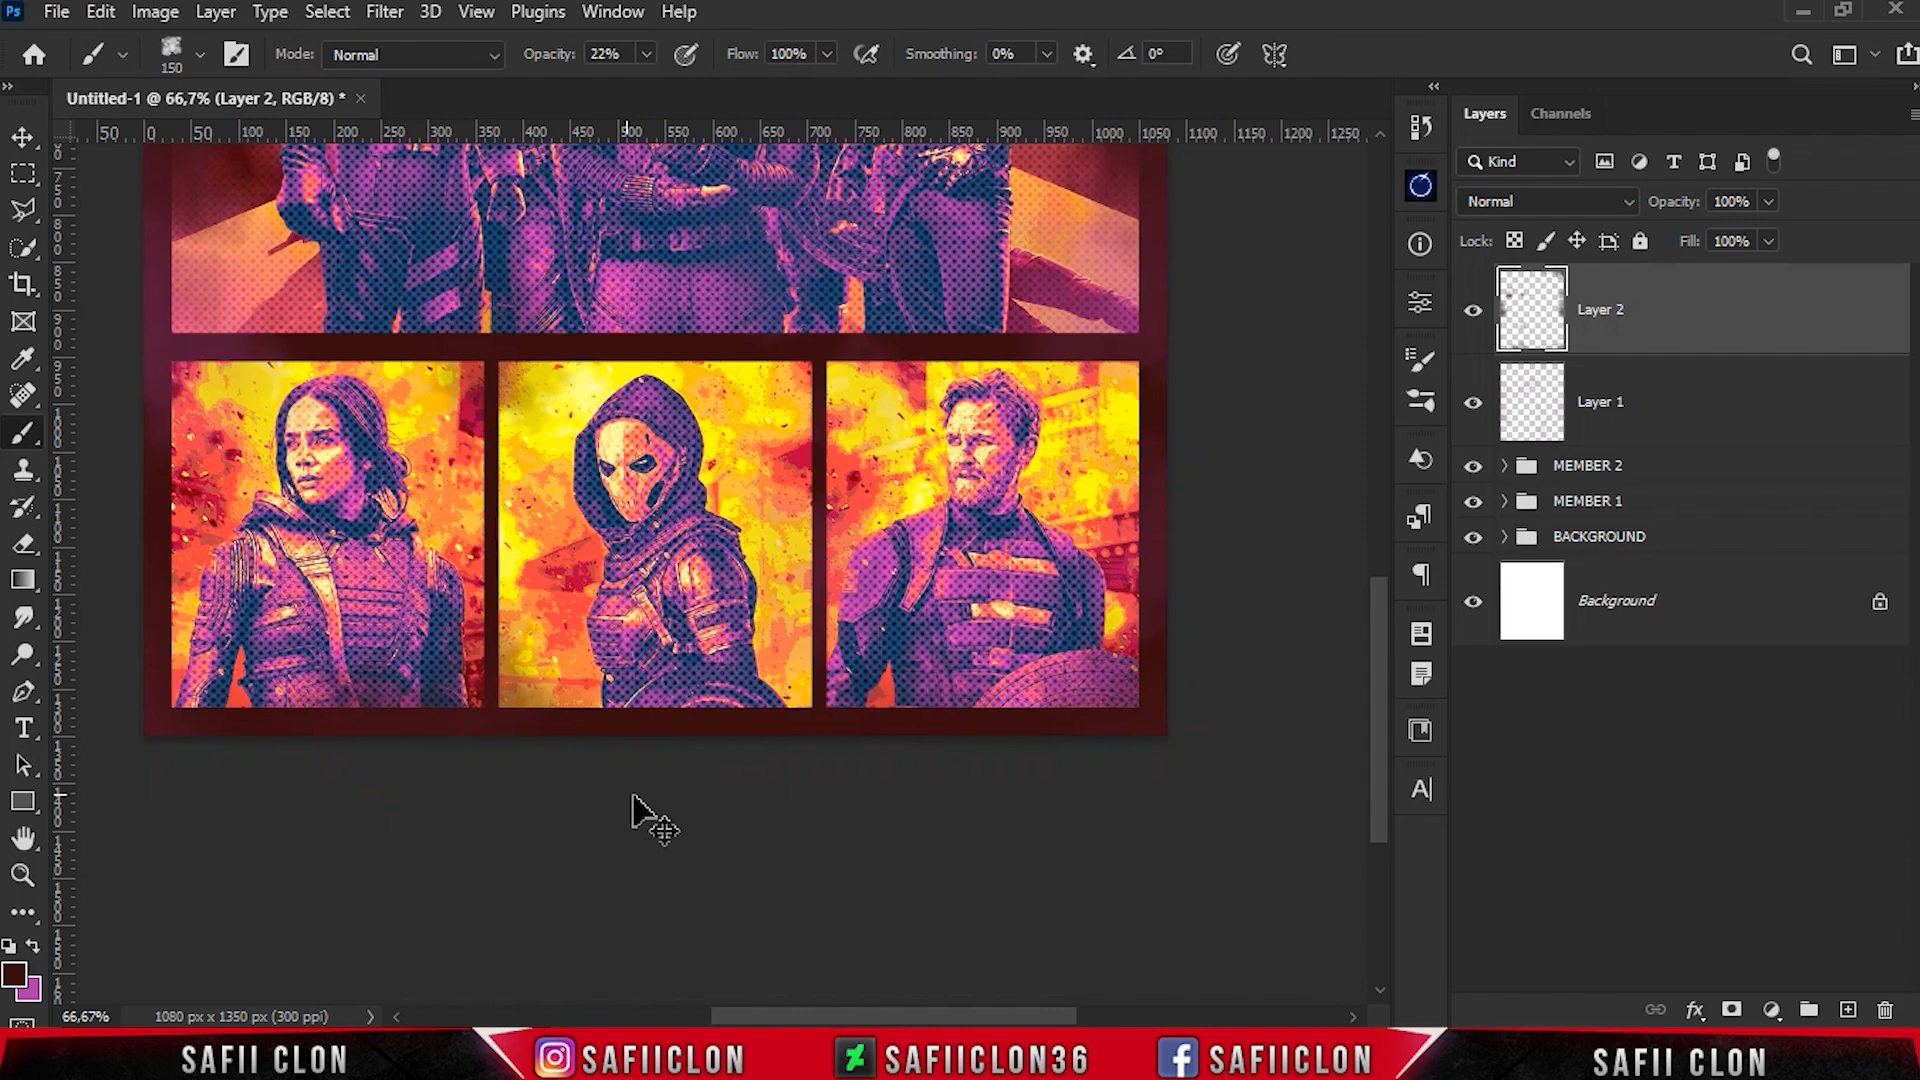 Ps File Edit Image Layer Type Select Filter 3D View Plugins Window Help
150 Mode: Normal Opacity: 22% Flow: 100% Smoothing: 0% 0°
Untitled-1 @ 66,7% (Layer 2, RGB/8) *
50 0 50 100 150 200 250 300 350 400 450 500 550 600 650 700 750 800 850 900 950 1000 1050 1100 1150 1200 1250
Layers Channels
Kind
Normal Opacity: 100%
Lock: Fill: 100%
Layer 2
Layer 1
MEMBER 2
MEMBER 1
BACKGROUND
Background
66,67% 1080 px x 1350 px (300 ppi)
SAFII CLON SAFIICLON SAFIICLON36 SAFIICLON SAFII CLON